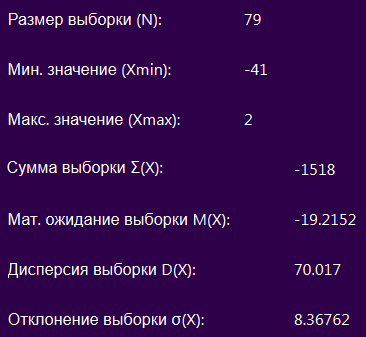 Размер выборки (N): 79
Мин. значение (Xmin): -41
Макс. значение (Xmax): 2
Сумма выборки Σ(X): -1518
Мат. ожидание выборки M(X): -19.2152
Дисперсия выборки D(X): 70.017
Отклонение выборки σ(X): 8.36762